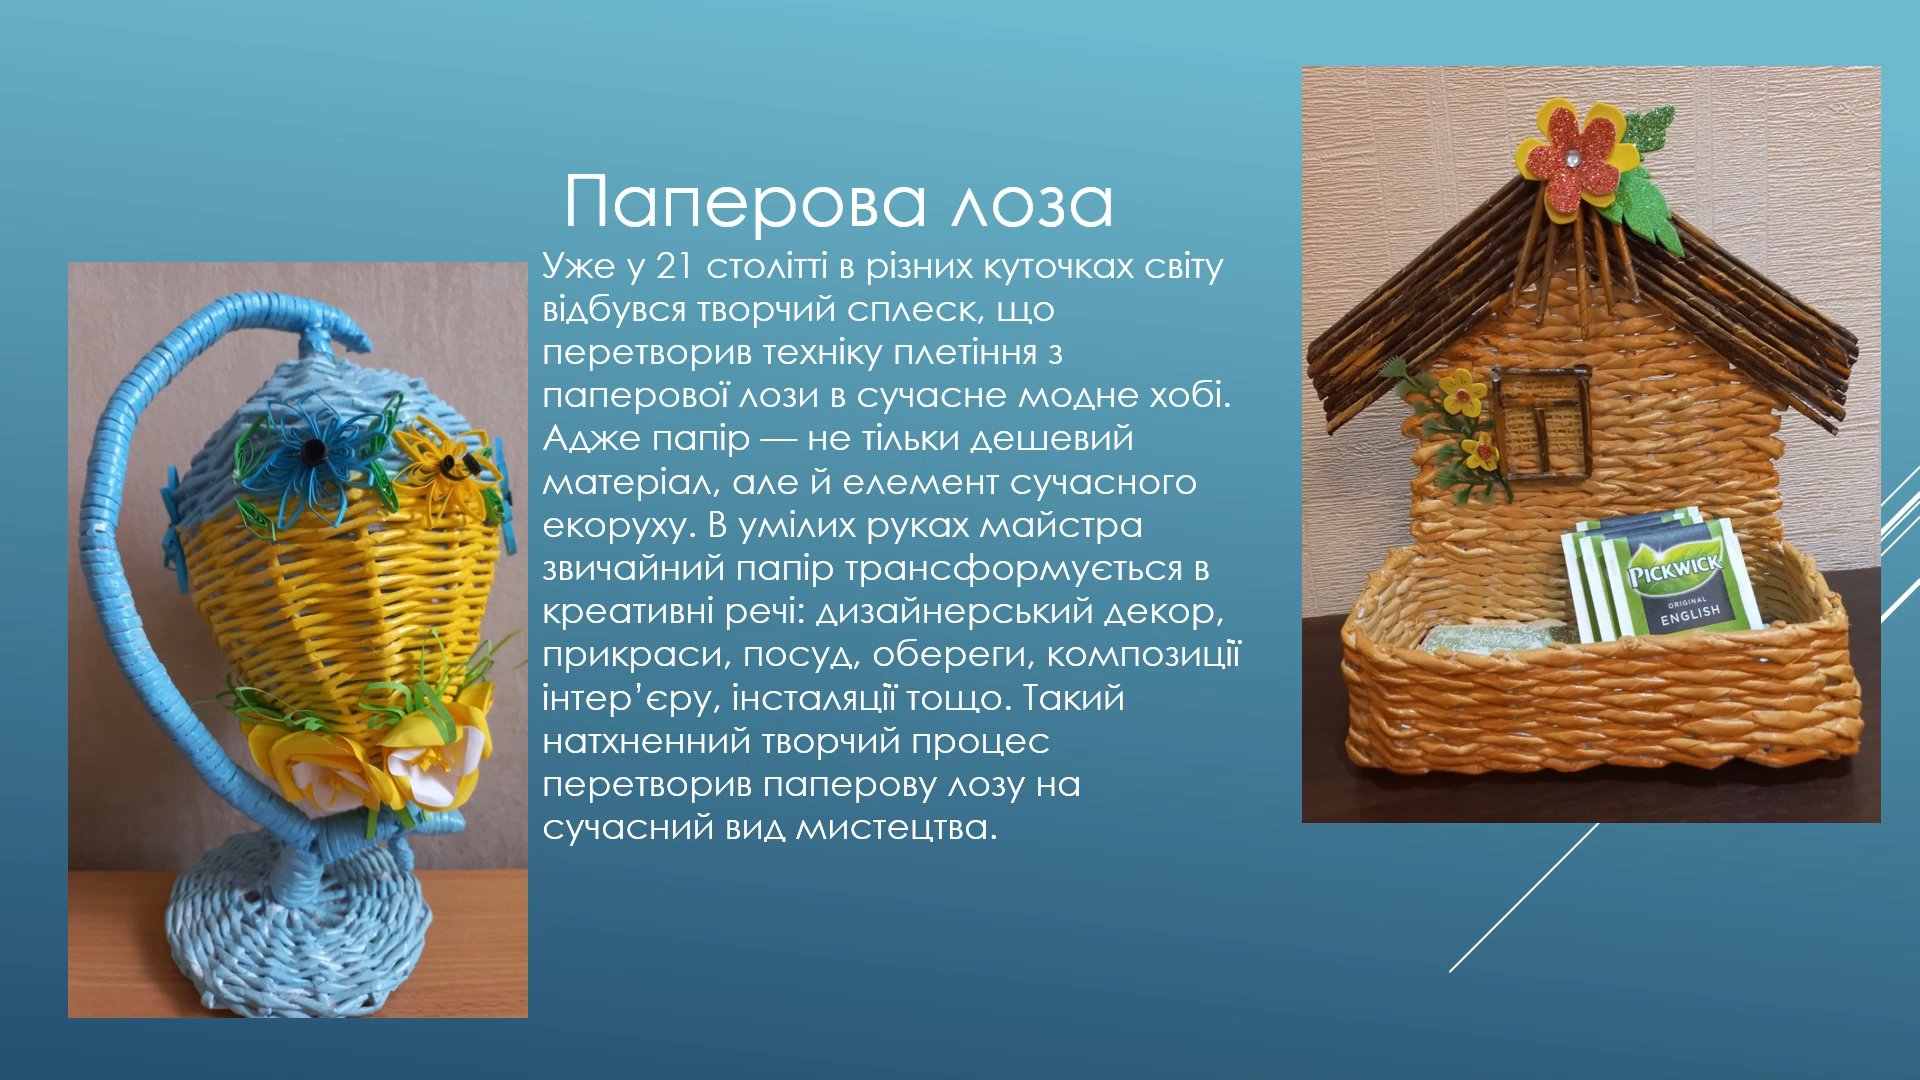 Паперова лоза
Уже у 21 столітті в різних куточках світу
відбувся творчий сплеск, що
перетворив техніку плетіння з
паперової лози в сучасне модне хобі.
Адже папір — не тільки дешевий
матеріал, але й елемент сучасного
екоруху. В умілих руках майстра
звичайний папір трансформується в
креативні речі: дизайнерський декор,
прикраси, посуд, обереги, композиції
інтер’єру, інсталяції тощо. Такий
натхненний творчий процес
перетворив паперову лозу на
сучасний вид мистецтва.
PICKWICK
ORIGINAL
ENGLISH